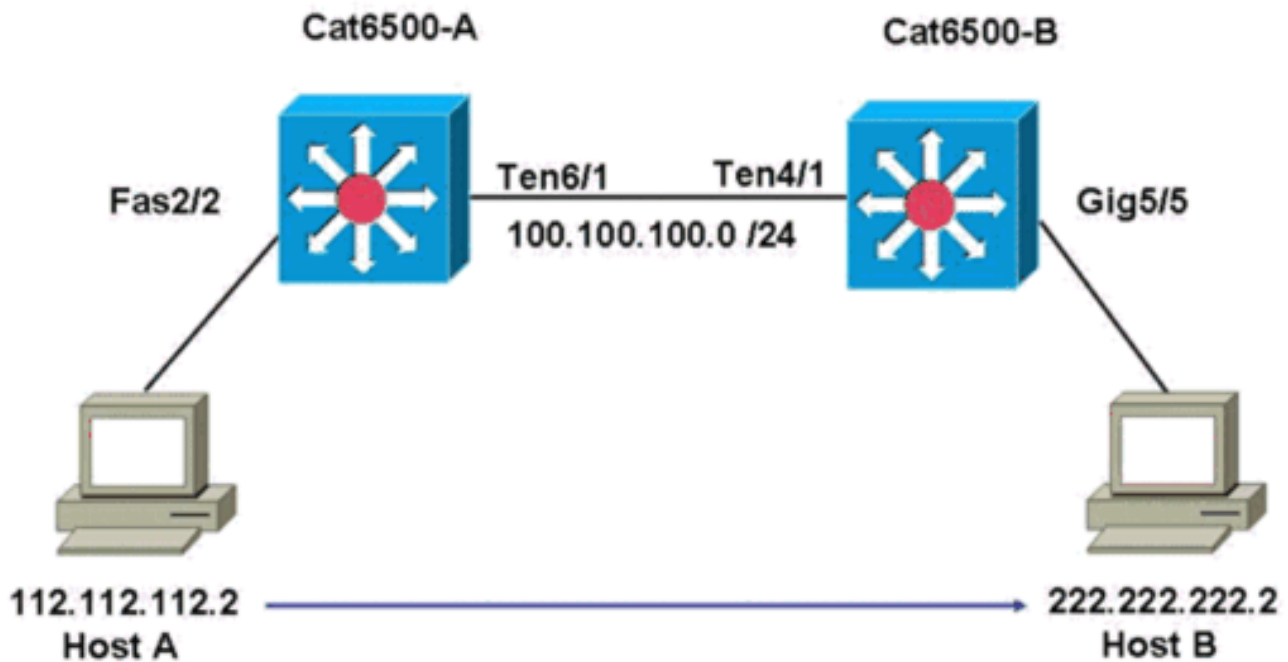 Cat6500-A
Cat6500-B
Fas2/2
Ten6/1
Ten4/1
Gig5/5
100.100.100.0 /24
112.112.112.2
Host A
222.222.222.2
Host B